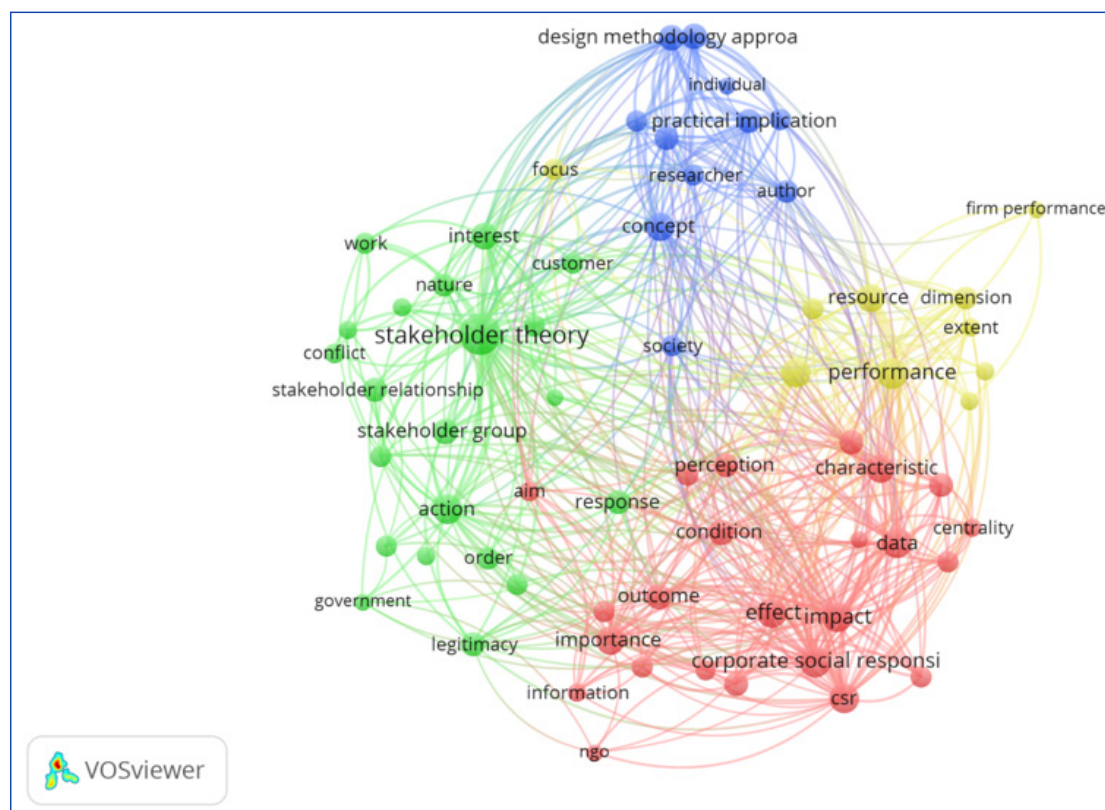 design methodology approa
individual
practical implication
focus
researcher
author
firm performance
concept
work
interest
customer
nature
resource
dimension
extent
stakeholder theory
society
conflict
performance
stakeholder relationship
stakeholder group
perception
characteristic
aim
response
action
condition
data
centrality
order
government
outcome
effect
impact
legitimacy
importance
corporate social responsi
information
csr
ngo
VOSviewer